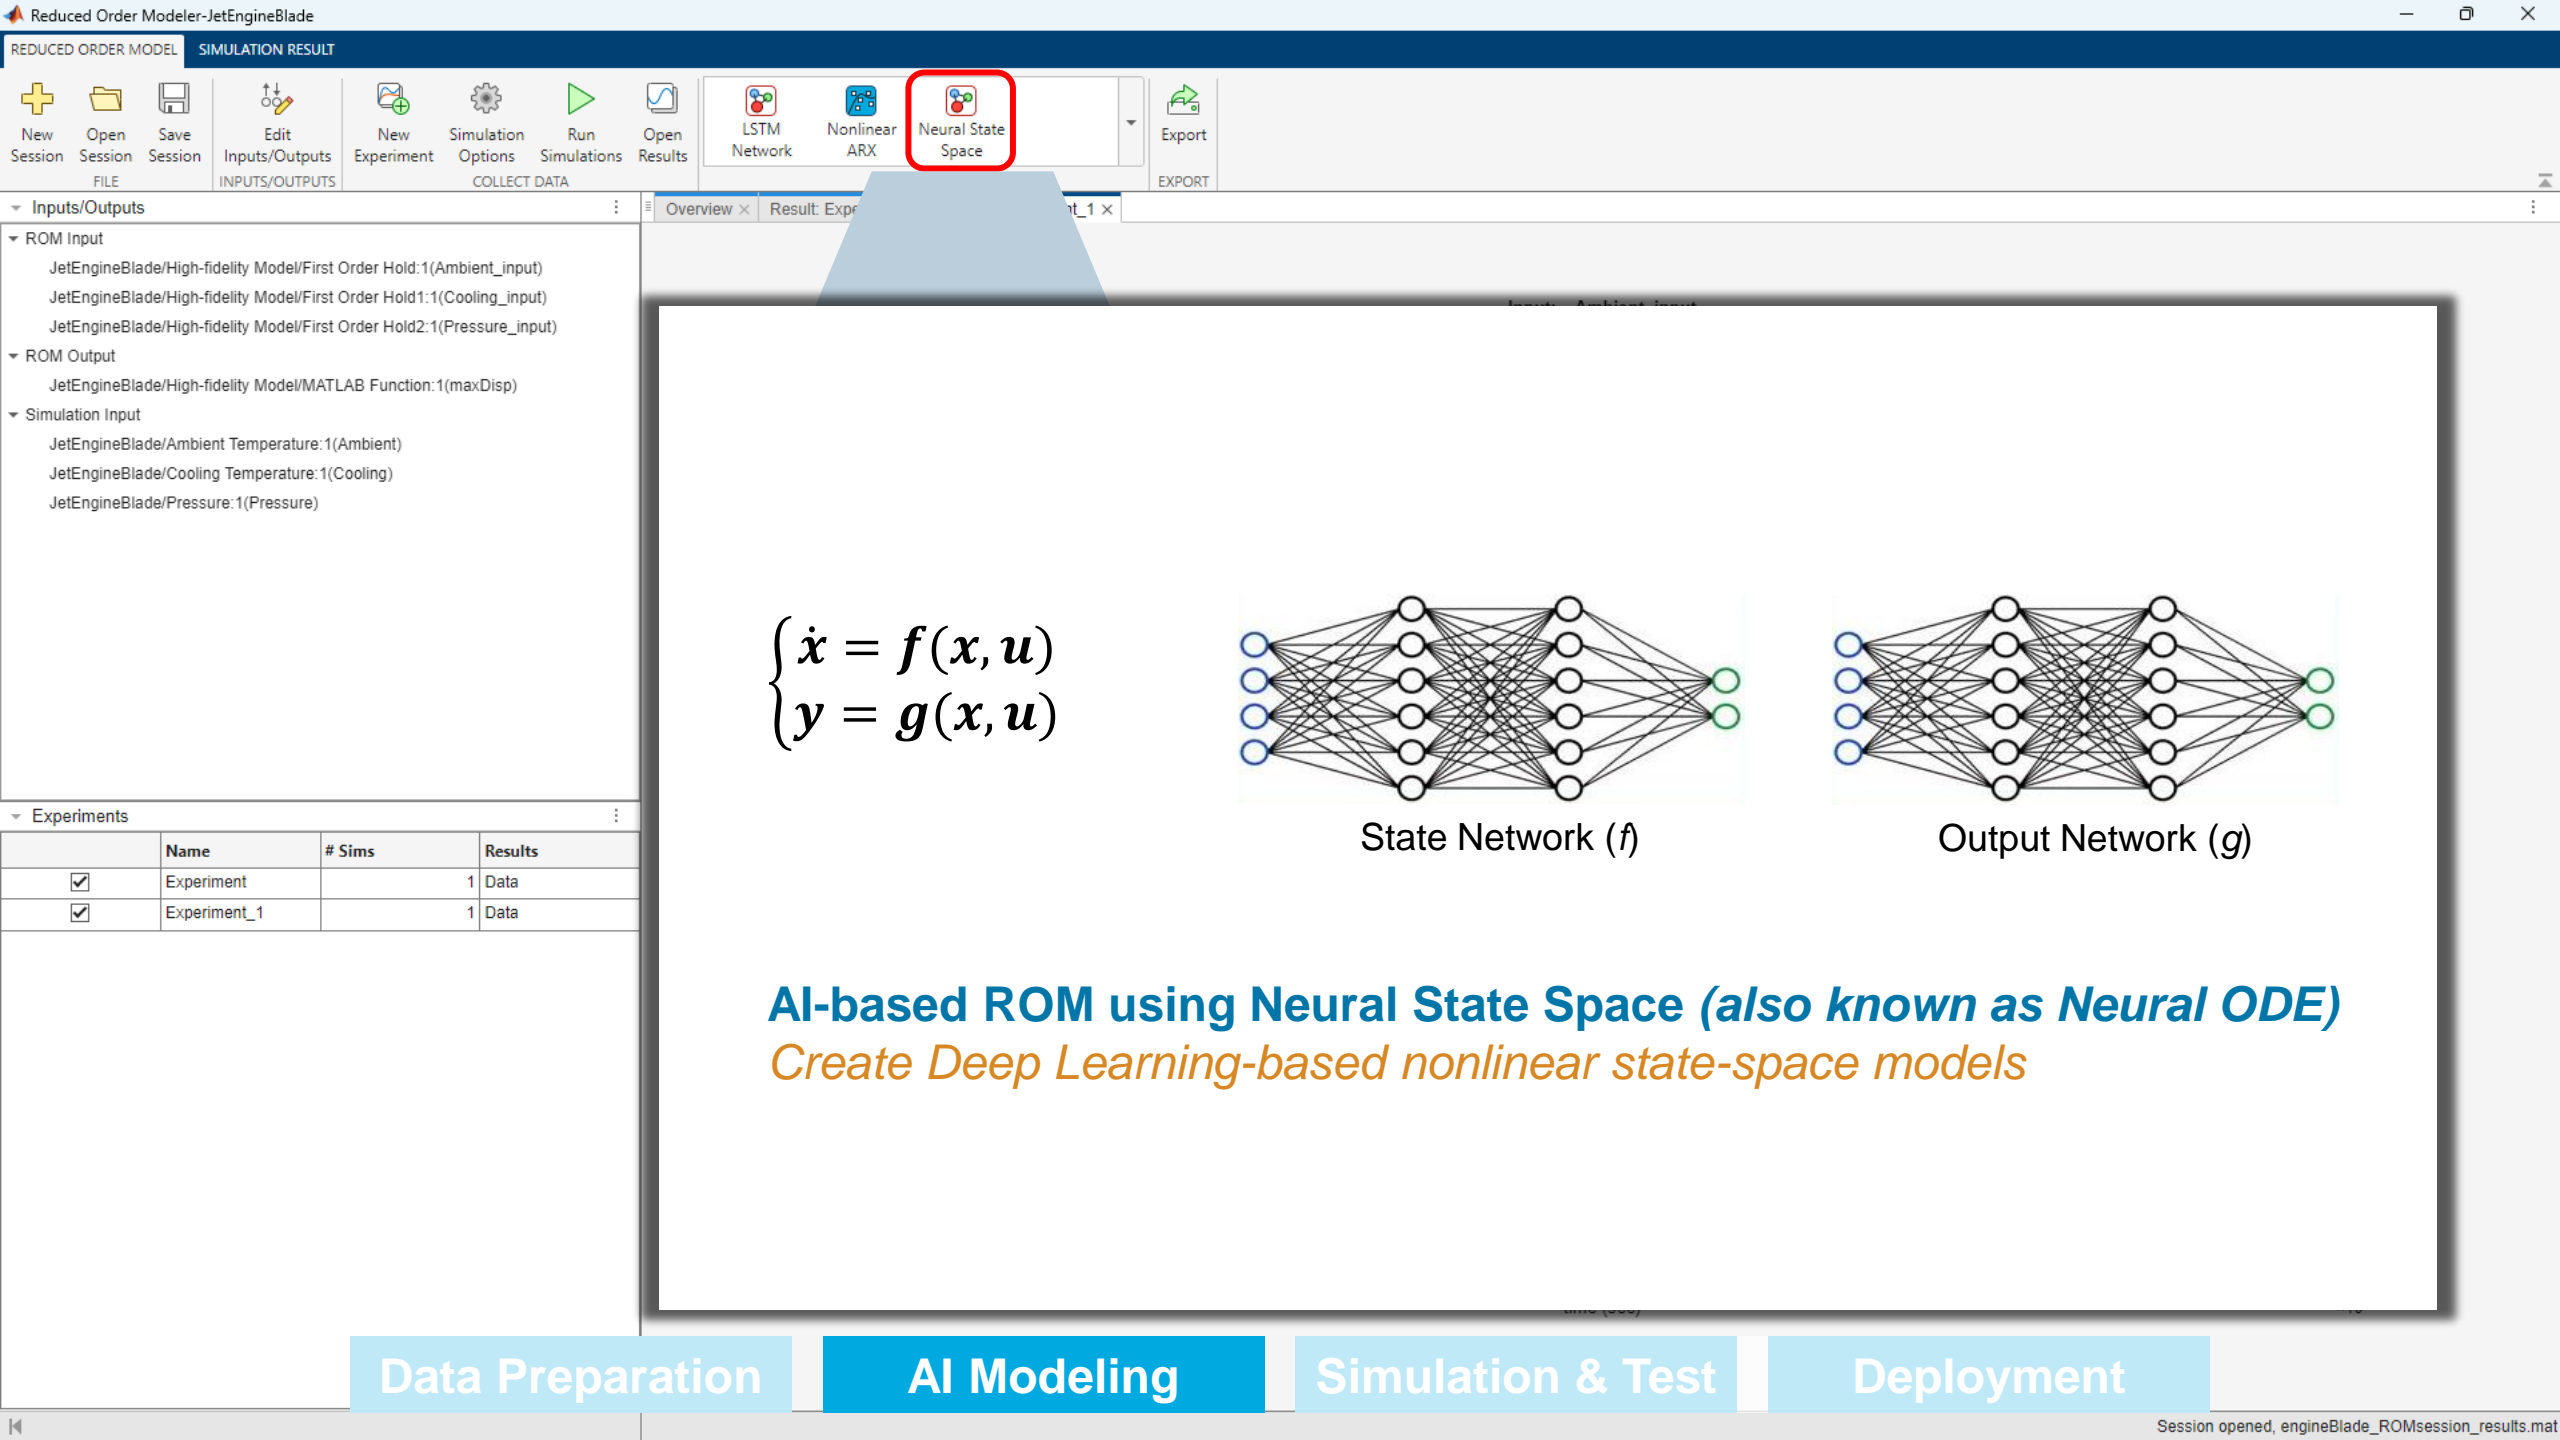 Reduced Order Modeler-JetEngineBlade
REDUCED ORDER MODEL SIMULATION RESULT
New Session
Open Session
Save Session
FILE
Edit Inputs/Outputs
INPUTS/OUTPUTS
New Experiment
Simulation Options
Run Simulations
Open Results
COLLECT DATA
LSTM Network
Nonlinear ARX
Neural State Space
Export
EXPORT
Inputs/Outputs
ROM Input
JetEngineBlade/High-fidelity Model/First Order Hold:1(Ambient_input)
JetEngineBlade/High-fidelity Model/First Order Hold1:1(Cooling_input)
JetEngineBlade/High-fidelity Model/First Order Hold2:1(Pressure_input)
ROM Output
JetEngineBlade/High-fidelity Model/MATLAB Function:1(maxDisp)
Simulation Input
JetEngineBlade/Ambient Temperature:1(Ambient)
JetEngineBlade/Cooling Temperature:1(Cooling)
JetEngineBlade/Pressure:1(Pressure)
Experiments
Name # Sims Results
Experiment 1 Data
Experiment_1 1 Data
Overview Result: Expe nt_1
ẋ = f(x, u)
y = g(x, u)
State Network (f)
Output Network (g)
AI-based ROM using Neural State Space (also known as Neural ODE)
Create Deep Learning-based nonlinear state-space models
Data Preparation
AI Modeling
Simulation & Test
Deployment
Session opened, engineBlade_ROMsession_results.mat